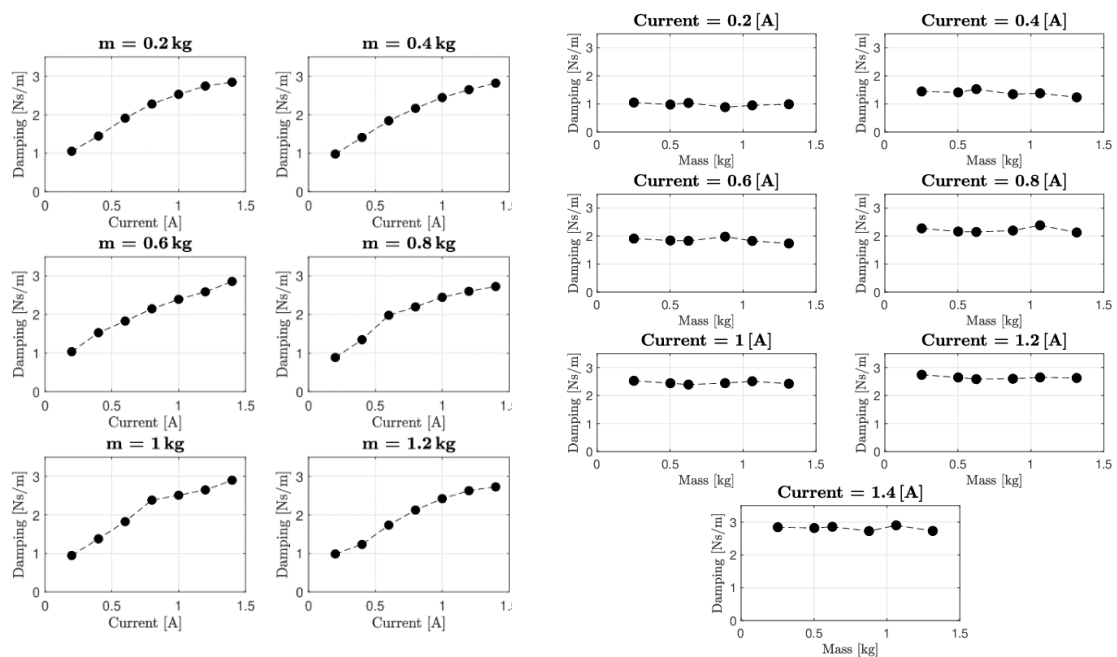 m = 0.2 kg
Damping [Ns/m]
3
2
1
0
0 0.5 1 1.5
Current [A]
m = 0.4 kg
Damping [Ns/m]
3
2
1
0
0 0.5 1 1.5
Current [A]
m = 0.6 kg
Damping [Ns/m]
3
2
1
0
0 0.5 1 1.5
Current [A]
m = 0.8 kg
Damping [Ns/m]
3
2
1
0
0 0.5 1 1.5
Current [A]
m = 1 kg
Damping [Ns/m]
3
2
1
0
0 0.5 1 1.5
Current [A]
m = 1.2 kg
Damping [Ns/m]
3
2
1
0
0 0.5 1 1.5
Current [A]
Current = 0.2 [A]
Damping [Ns/m]
3
2
1
0
0 0.5 1 1.5
Mass [kg]
Current = 0.4 [A]
Damping [Ns/m]
3
2
1
0
0 0.5 1 1.5
Mass [kg]
Current = 0.6 [A]
Damping [Ns/m]
3
2
1
0
0 0.5 1 1.5
Mass [kg]
Current = 0.8 [A]
Damping [Ns/m]
3
2
1
0
0 0.5 1 1.5
Mass [kg]
Current = 1 [A]
Damping [Ns/m]
3
2
1
0
0 0.5 1 1.5
Mass [kg]
Current = 1.2 [A]
Damping [Ns/m]
3
2
1
0
0 0.5 1 1.5
Mass [kg]
Current = 1.4 [A]
Damping [Ns/m]
3
2
1
0
0 0.5 1 1.5
Mass [kg]